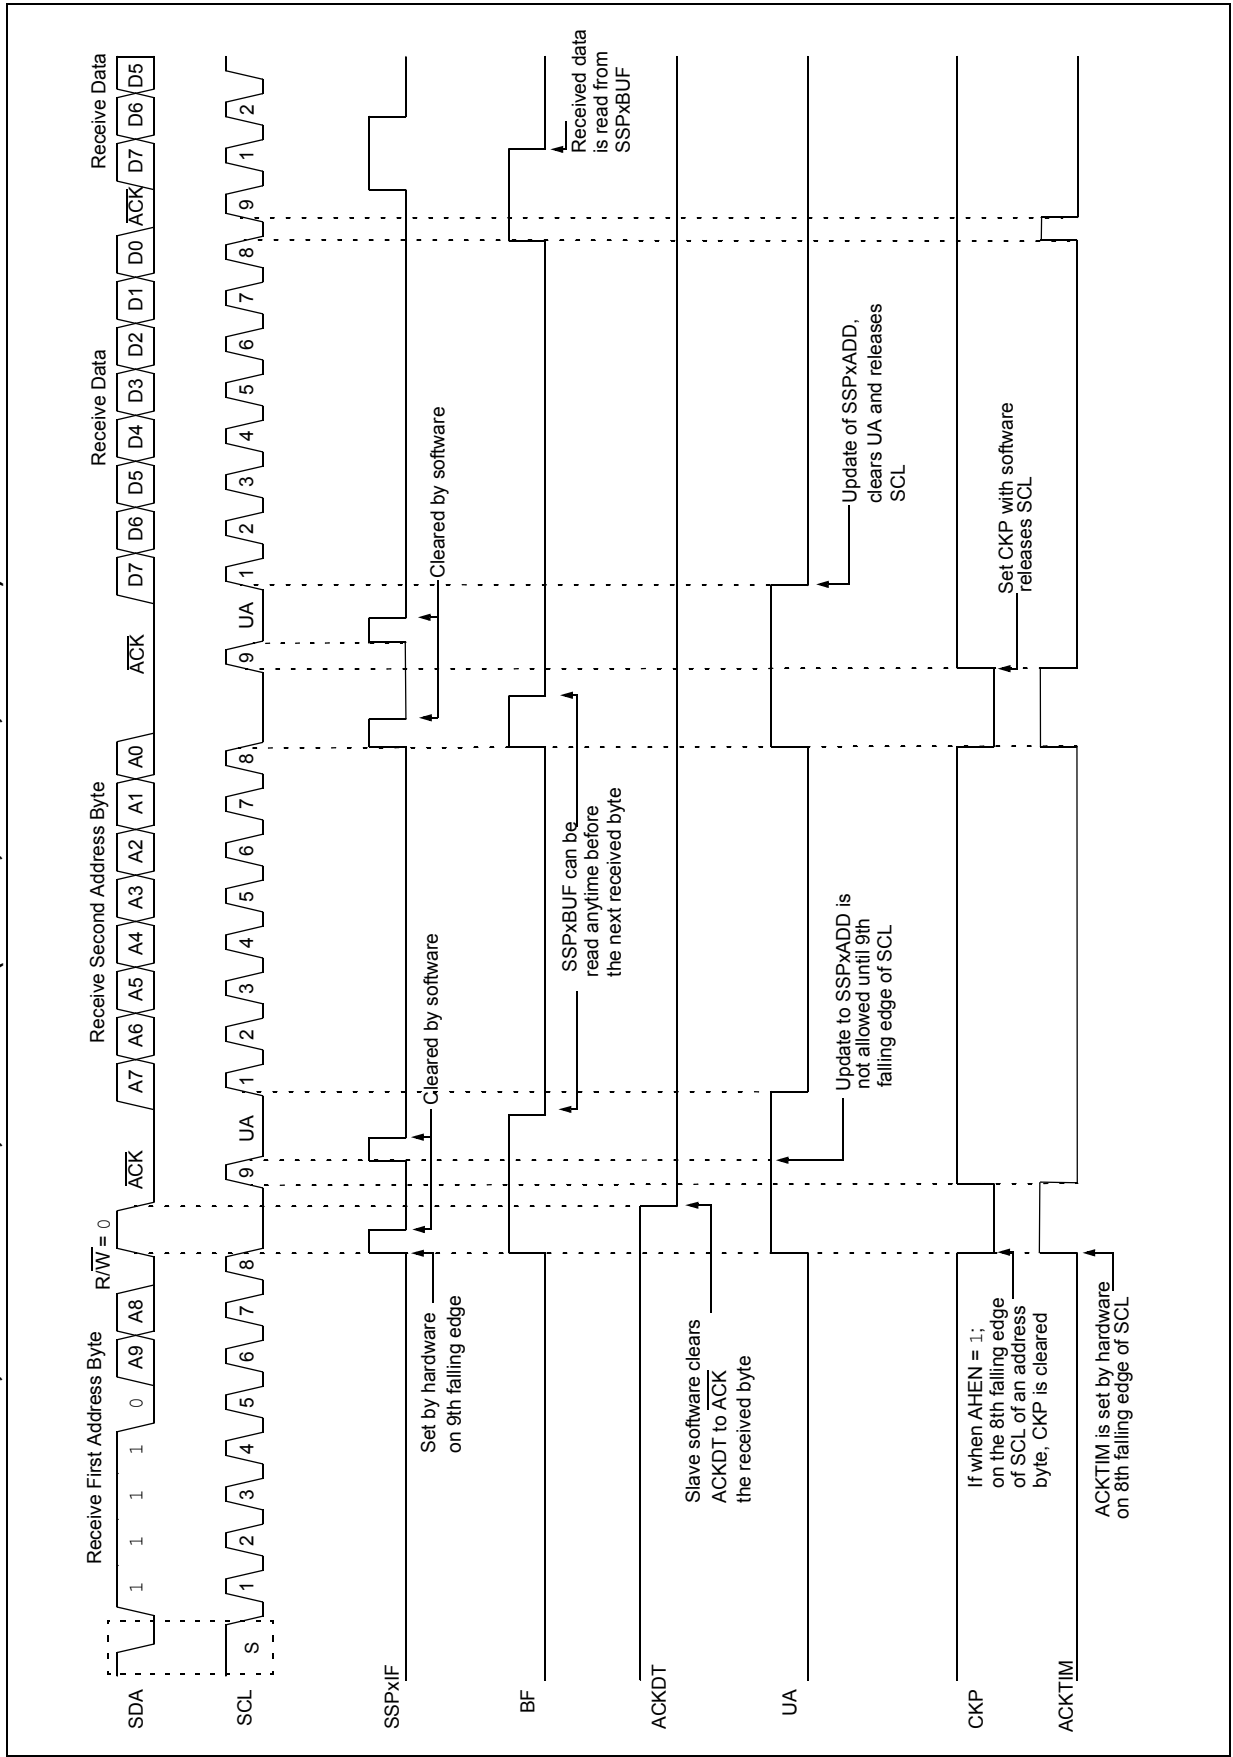 Receive First Address Byte
R/W = 0
Receive Second Address Byte
Receive Data
Receive Data
SDA
1 1 1 1 0 A9 A8
ACK
A7 A6 A5 A4 A3 A2 A1 A0
ACK
D7 D6 D5 D4 D3 D2 D1 D0
ACK
D7 D6 D5
SCL
S
1 2 3 4 5 6 7 8 9
UA
1 2 3 4 5 6 7 8 9
UA
1 2 3 4 5 6 7 8 9
1 2
SSPxIF
Set by hardware
on 9th falling edge
Cleared by software
Cleared by software
BF
SSPxBUF can be
read anytime before
the next received byte
Received data
is read from
SSPxBUF
ACKDT
Slave software clears
ACKDT to ACK
the received byte
UA
Update to SSPxADD is
not allowed until 9th
falling edge of SCL
Update of SSPxADD,
clears UA and releases
SCL
CKP
If when AHEN = 1;
on the 8th falling edge
of SCL of an address
byte, CKP is cleared
Set CKP with software
releases SCL
ACKTIM
ACKTIM is set by hardware
on 8th falling edge of SCL